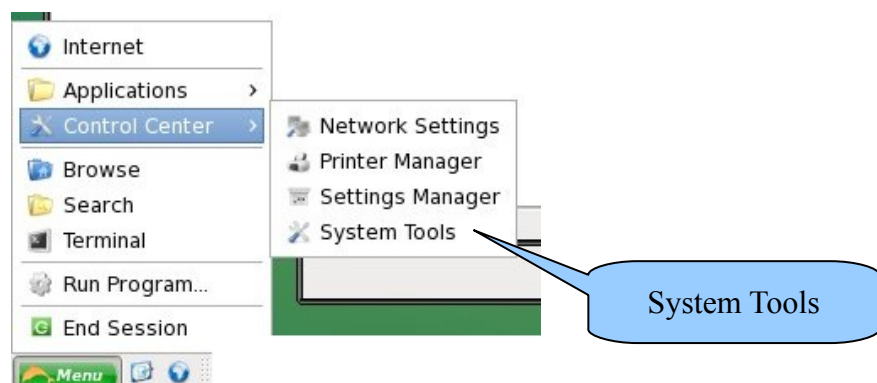 Internet
Applications
Control Center
Browse
Search
Terminal
Run Program...
End Session
Menu
Network Settings
Printer Manager
Settings Manager
System Tools
System Tools